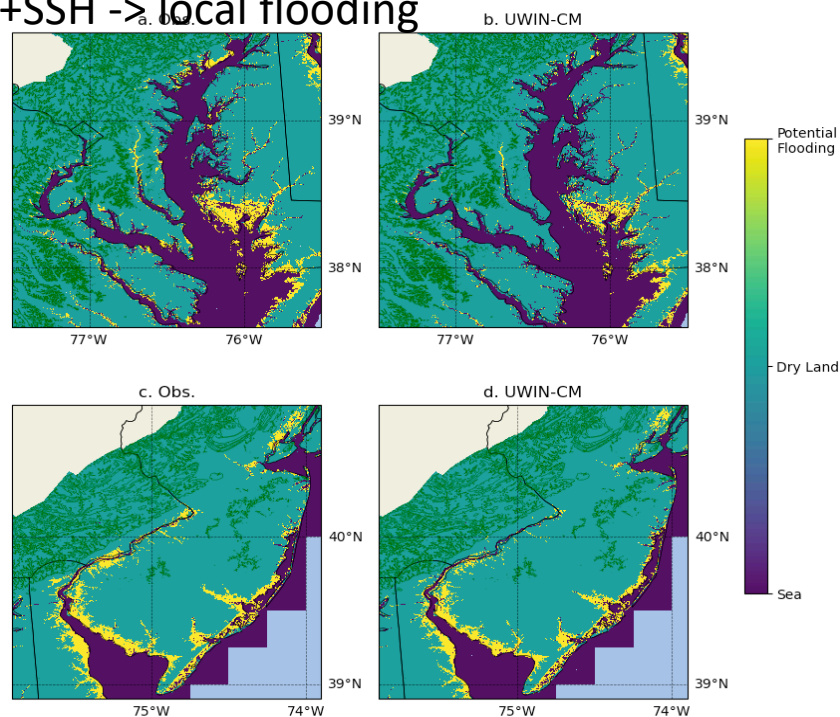 +SSH -> local flooding
a. Obs.
b. UWIN-CM
39°N
39°N
38°N
38°N
77°W
76°W
77°W
76°W
Potential
Flooding
Dry Land
Sea
c. Obs.
d. UWIN-CM
40°N
40°N
39°N
39°N
75°W
74°W
75°W
74°W